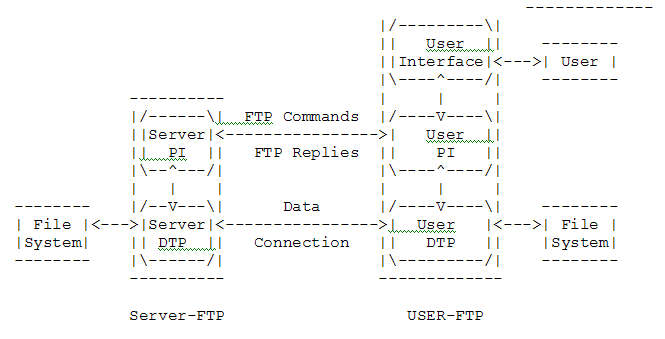 -------------
                                        |/---------\|
                                        ||   User  ||    --------
                                        ||Interface|<--->| User |
                                        |\----^----/|    --------
              ----------                |     |     |
              |/------\|  FTP Commands  |/----V----\|
              ||Server|<---------------->|   User  ||
              ||  PI  ||   FTP Replies  ||    PI   ||
              |\--^---/|                |\----^----/|
              |   |    |                |     |     |
--------      |/--V---\|      Data      |/----V----\|    --------
| File |<--->|Server|<---------------->|  User   |<--->| File |
|System|    || DTP  ||   Connection   ||   DTP   ||    |System|
--------      |\------/|                |\---------/|    --------
              ----------                -------------

              Server-FTP                   USER-FTP